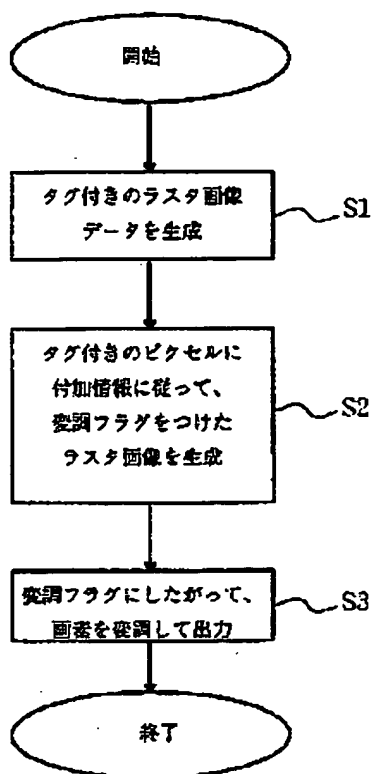 開始
タグ付きのラスタ画像
データを生成
S1
タグ付きのピクセルに
付加情報に従って、
変調フラグをつけた
ラスタ画像を生成
S2
変調フラグにしたがって、
画素を変調して出力
S3
終了